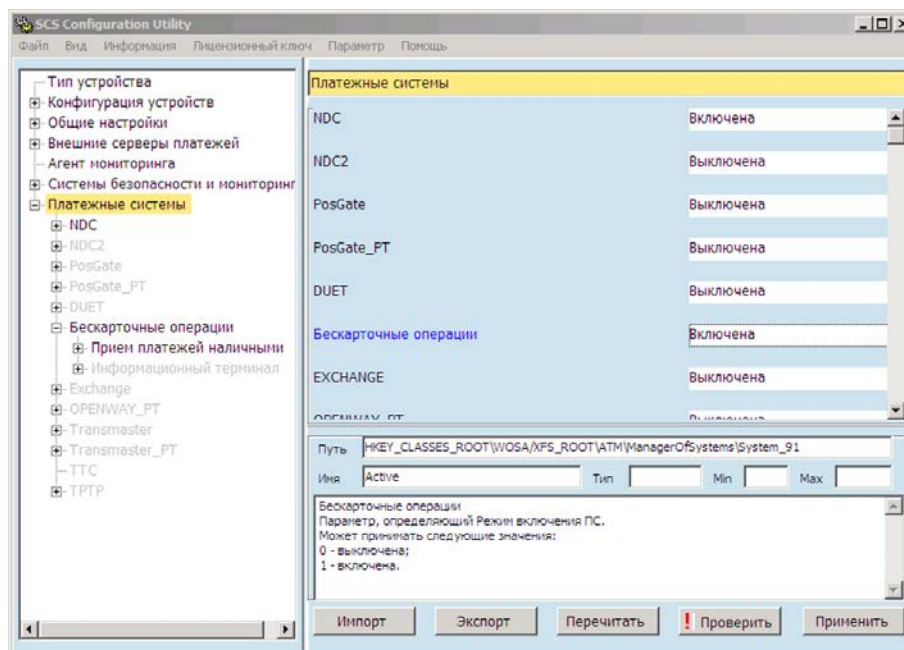 SCS Configuration Utility
Файл Вид Информация Лицензионный ключ Параметр Помощь
Тип устройства
Конфигурация устройств
Общие настройки
Внешние серверы платежей
Агент мониторинга
Системы безопасности и мониторинг
Платежные системы
NDC
NDC2
PosGate
PosGate_PT
DUET
Бескарточные операции
Прием платежей наличными
Информационный терминал
Exchange
OPENWAY_PT
Transmaster
Transmaster_PT
TTC
TPTP
Платежные системы
NDC Включена
NDC2 Выключена
PosGate Выключена
PosGate_PT Выключена
DUET Выключена
Бескарточные операции Включена
EXCHANGE Выключена
OPENWAY_PT Выключена
Путь HKEY_CLASSES_ROOT\WOSA/XFS_ROOT\ATM\ManagerOfSystems\System_91
Имя Active Тип Min Max
Бескарточные операции
Параметр, определяющий Режим включения ПС.
Может принимать следующие значения:
0 - выключена;
1 - включена.
Импорт Экспорт Перечитать ! Проверить Применить